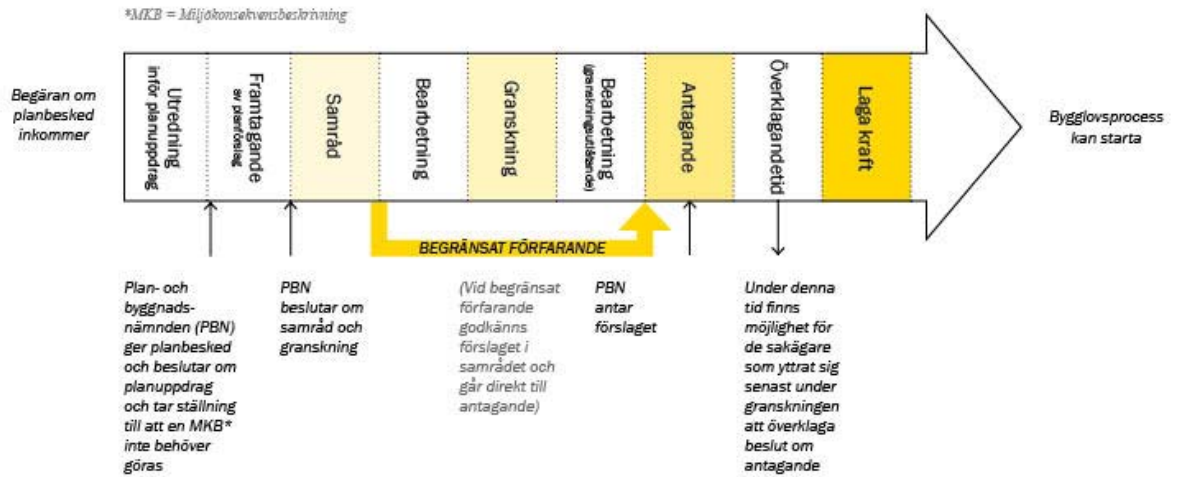 *MKB = Miljökonsekvensbeskrivning
Begäran om
planbesked
inkommer
Utredning
inför planuppdrag
Framtagande
av planförslag
Samråd
Bearbetning
Granskning
Bearbetning
(granskningsutlåtande)
Antagande
Överklagandetid
Laga kraft
Bygglovsprocess
kan starta
BEGRÄNSAT FÖRFARANDE
Plan- och
byggnads-
nämnden (PBN)
ger planbesked
och beslutar om
planuppdrag
och tar ställning
till att en MKB*
inte behöver
göras
PBN
beslutar om
samråd och
granskning
(Vid begränsat
förfarande
godkänns
förslaget i
samrådet och
går direkt till
antagande)
PBN
antar
förslaget
Under denna
tid finns
möjlighet för
de sakägare
som yttrat sig
senast under
granskningen
att överklaga
beslut om
antagande